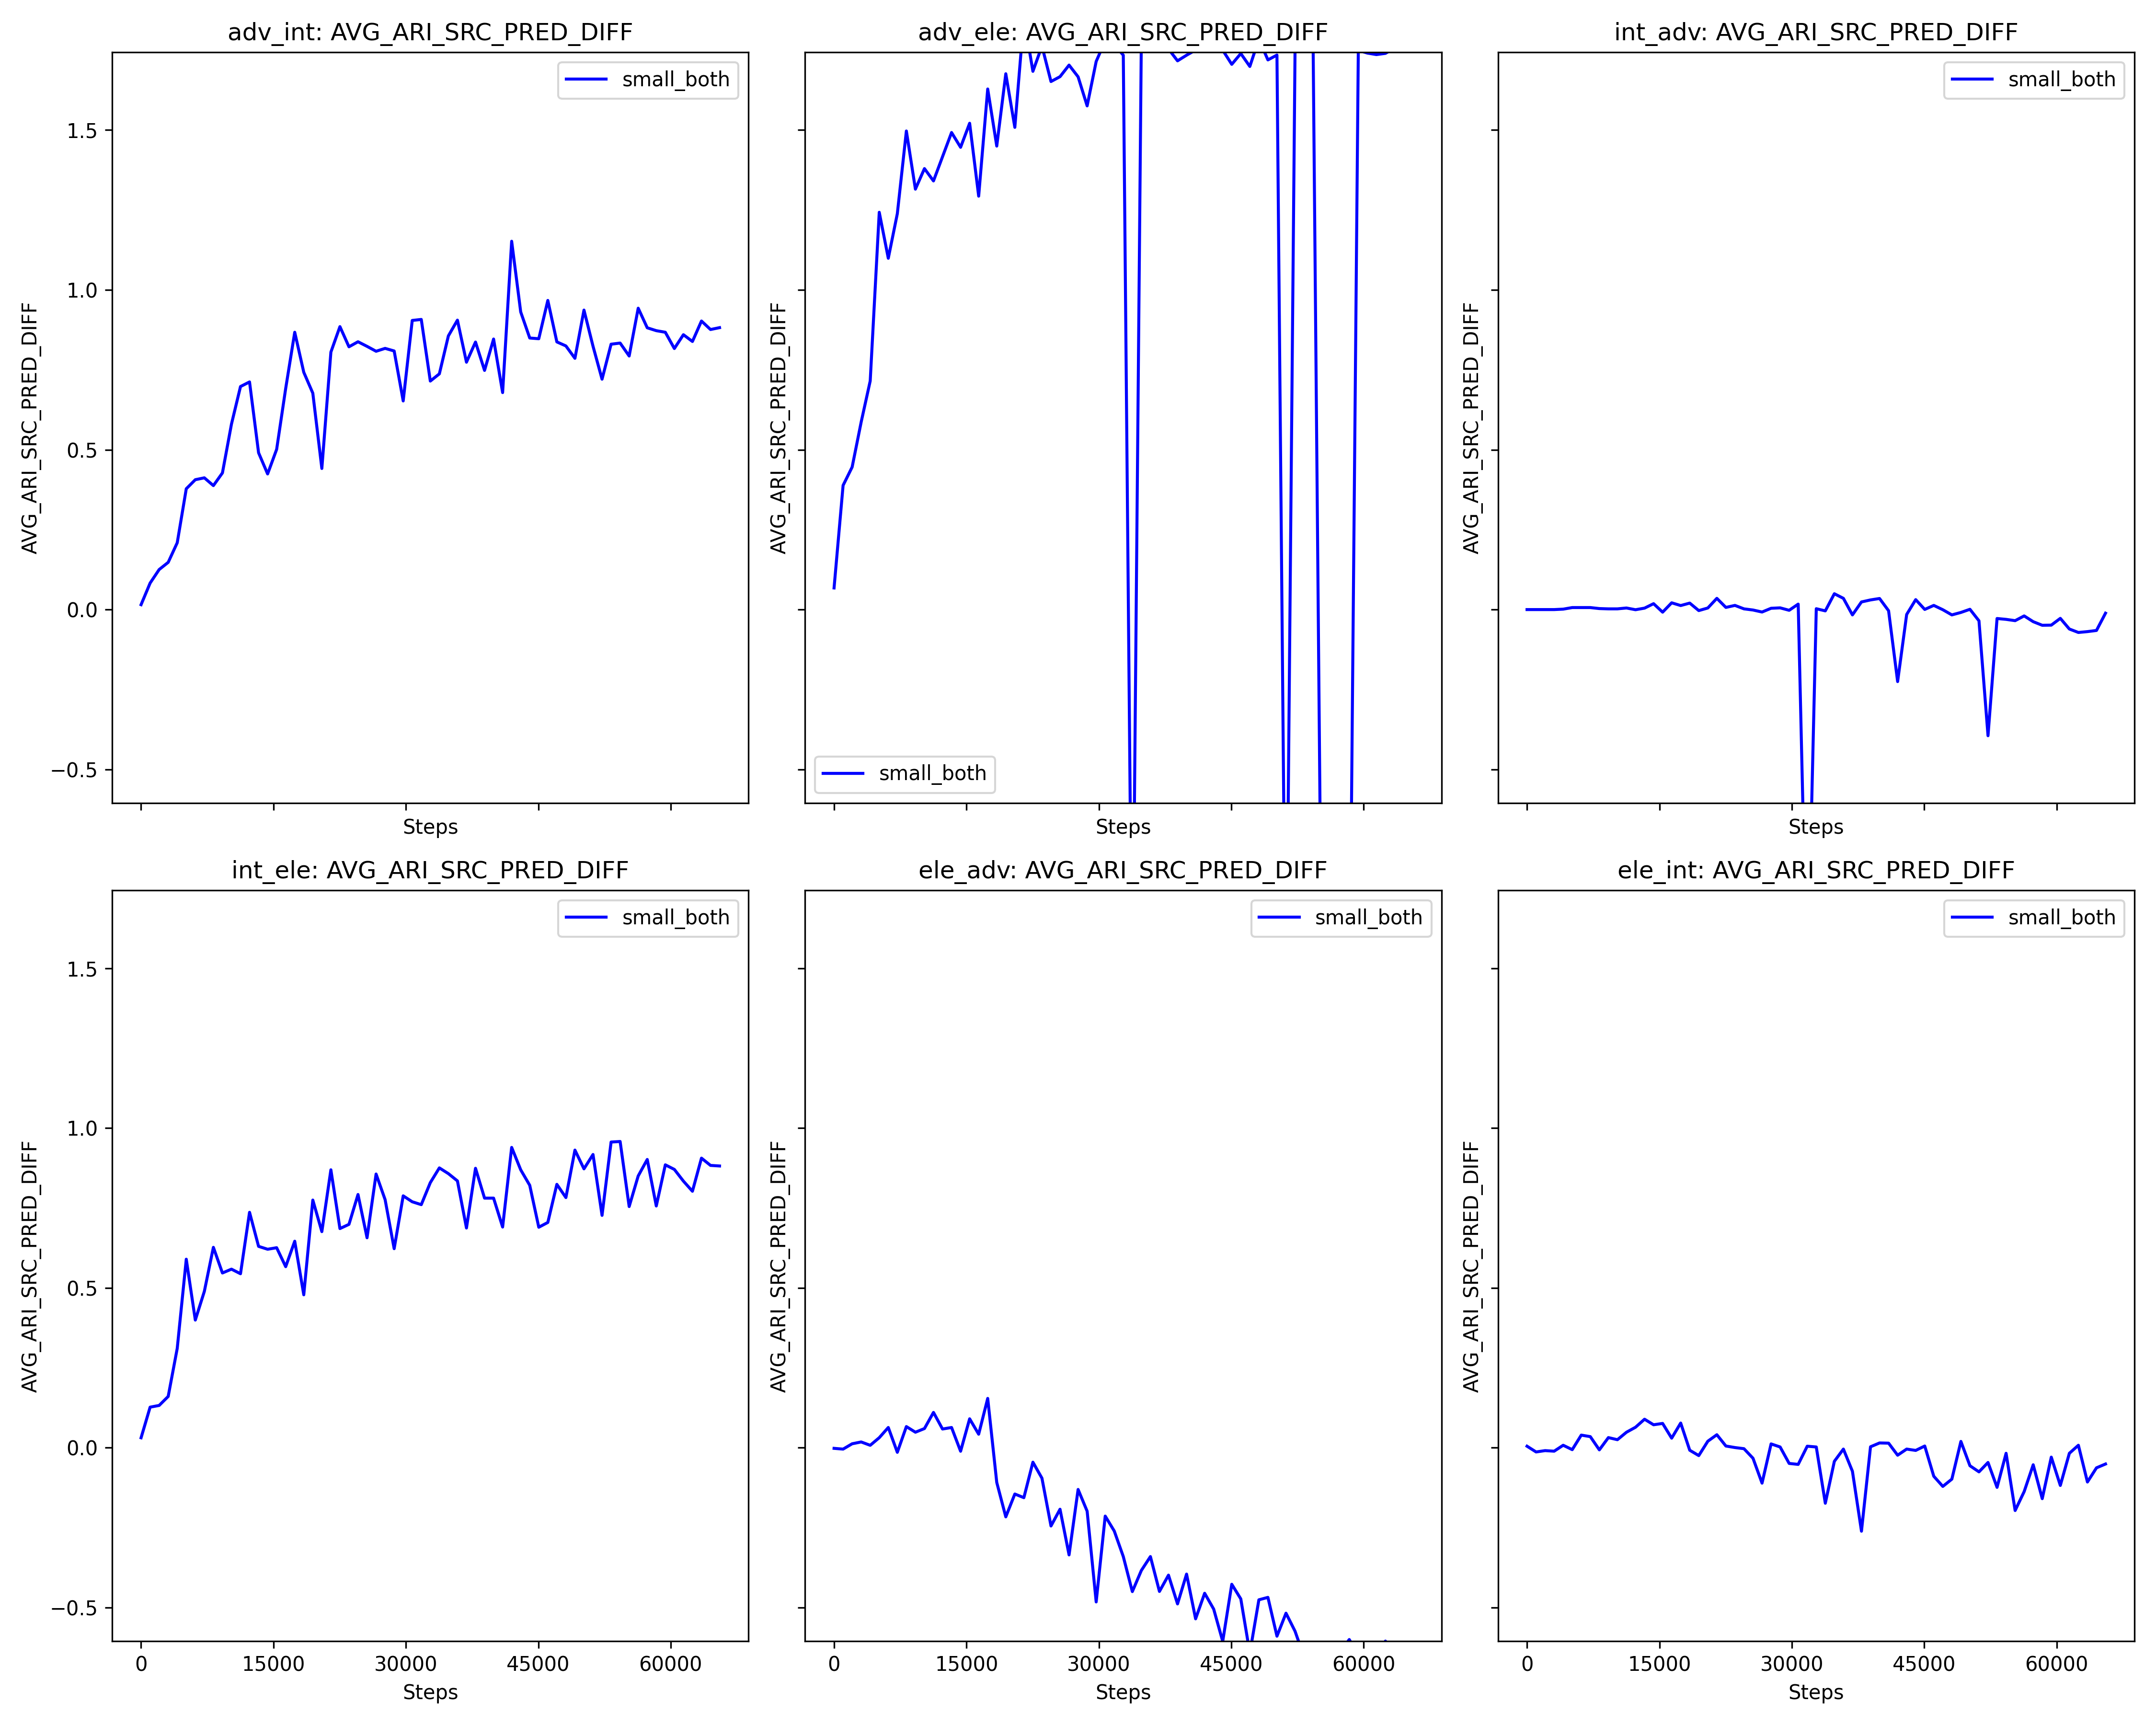 adv_int: AVG_ARI_SRC_PRED_DIFF
adv_ele: AVG_ARI_SRC_PRED_DIFF
int_adv: AVG_ARI_SRC_PRED_DIFF
small_both
small_both
small_both
1.5
1.0
0.5
0.0
−0.5
AVG_ARI_SRC_PRED_DIFF
AVG_ARI_SRC_PRED_DIFF
AVG_ARI_SRC_PRED_DIFF
Steps
Steps
Steps
int_ele: AVG_ARI_SRC_PRED_DIFF
ele_adv: AVG_ARI_SRC_PRED_DIFF
ele_int: AVG_ARI_SRC_PRED_DIFF
small_both
small_both
small_both
1.5
1.0
0.5
0.0
−0.5
AVG_ARI_SRC_PRED_DIFF
AVG_ARI_SRC_PRED_DIFF
AVG_ARI_SRC_PRED_DIFF
0 15000 30000 45000 60000
0 15000 30000 45000 60000
0 15000 30000 45000 60000
Steps
Steps
Steps